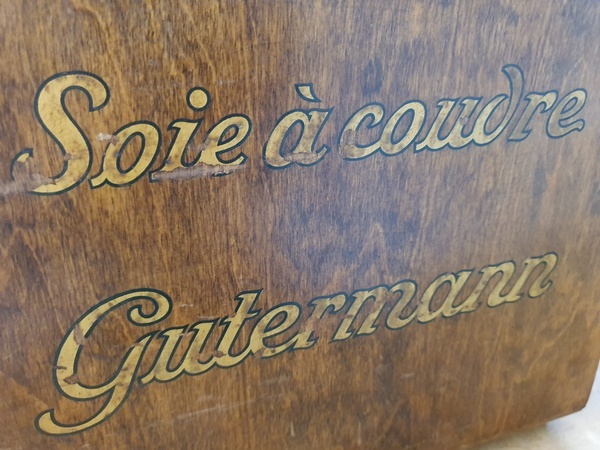 Soie à coudre
Gutermann